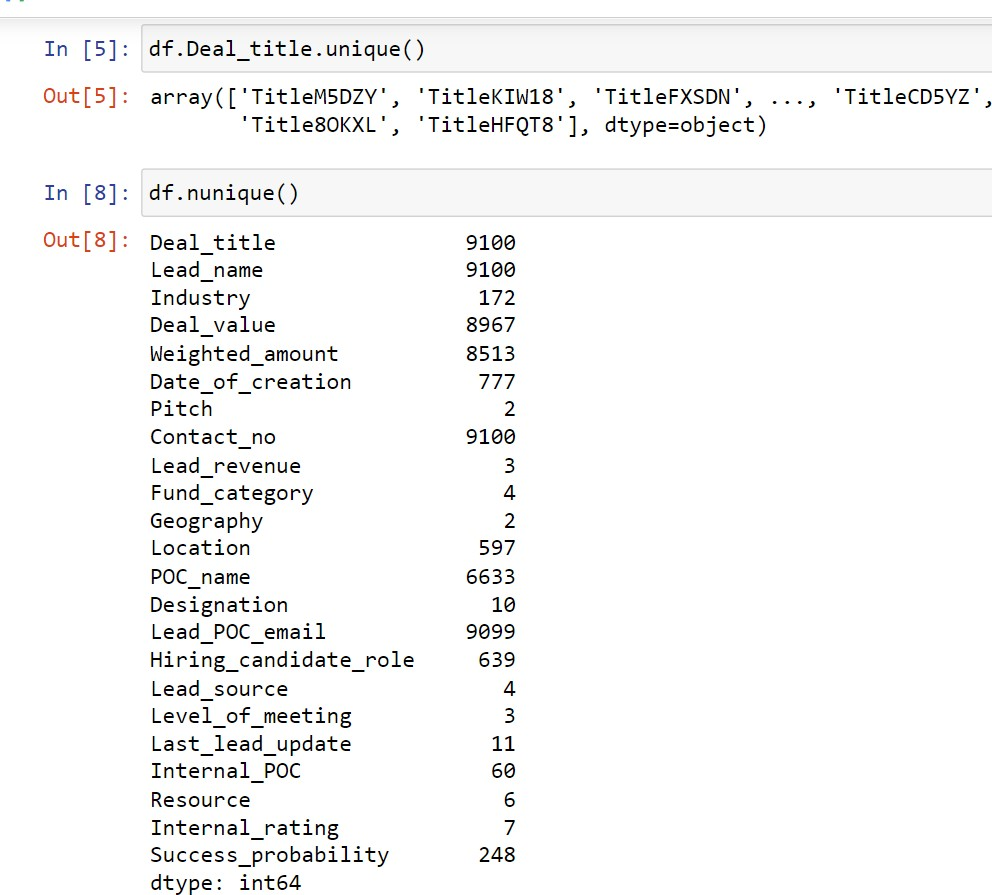 In [5]: df.Deal_title.unique()
Out[5]: array(['TitleM5DZY', 'TitleKIW18', 'TitleFXSDN', ..., 'TitleCD5YZ',
'Title8OKXL', 'TitleHFQT8'], dtype=object)
In [8]: df.nunique()
Out[8]: Deal_title 9100
Lead_name 9100
Industry 172
Deal_value 8967
Weighted_amount 8513
Date_of_creation 777
Pitch 2
Contact_no 9100
Lead_revenue 3
Fund_category 4
Geography 2
Location 597
POC_name 6633
Designation 10
Lead_POC_email 9099
Hiring_candidate_role 639
Lead_source 4
Level_of_meeting 3
Last_lead_update 11
Internal_POC 60
Resource 6
Internal_rating 7
Success_probability 248
dtype: int64